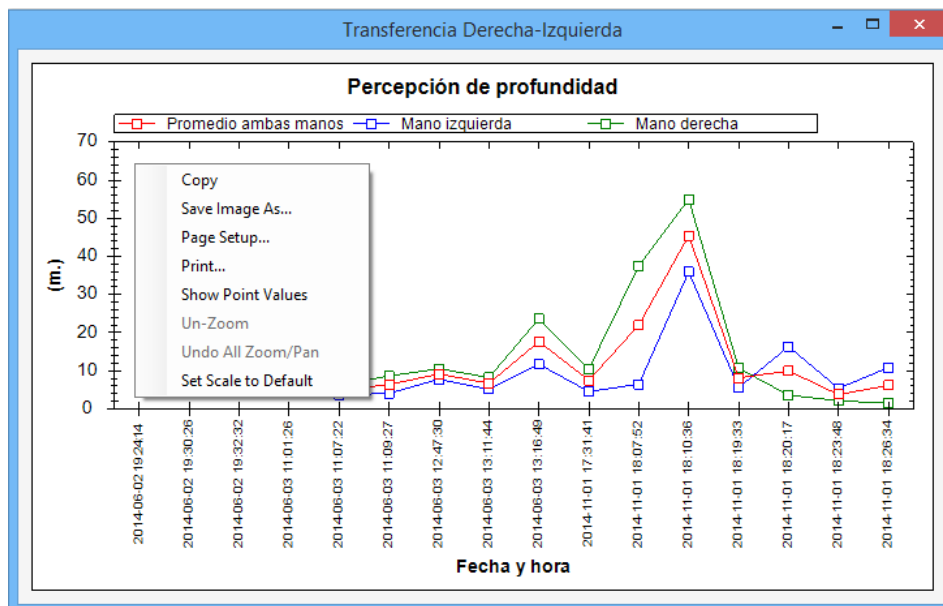 Transferencia Derecha-Izquierda
Percepción de profundidad
Promedio ambas manos Mano izquierda Mano derecha
70
60
50
40
30
20
10
0
(m.)
Copy
Save Image As...
Page Setup...
Print...
Show Point Values
Un-Zoom
Undo All Zoom/Pan
Set Scale to Default
2014-06-02 19:24:14
2014-06-02 19:30:26
2014-06-02 19:32:32
2014-06-03 11:01:26
2014-06-03 11:07:22
2014-06-03 11:09:27
2014-06-03 12:47:30
2014-06-03 13:11:44
2014-06-03 13:16:49
2014-11-01 17:31:41
2014-11-01 18:07:52
2014-11-01 18:10:36
2014-11-01 18:19:33
2014-11-01 18:20:17
2014-11-01 18:23:48
2014-11-01 18:26:34
Fecha y hora